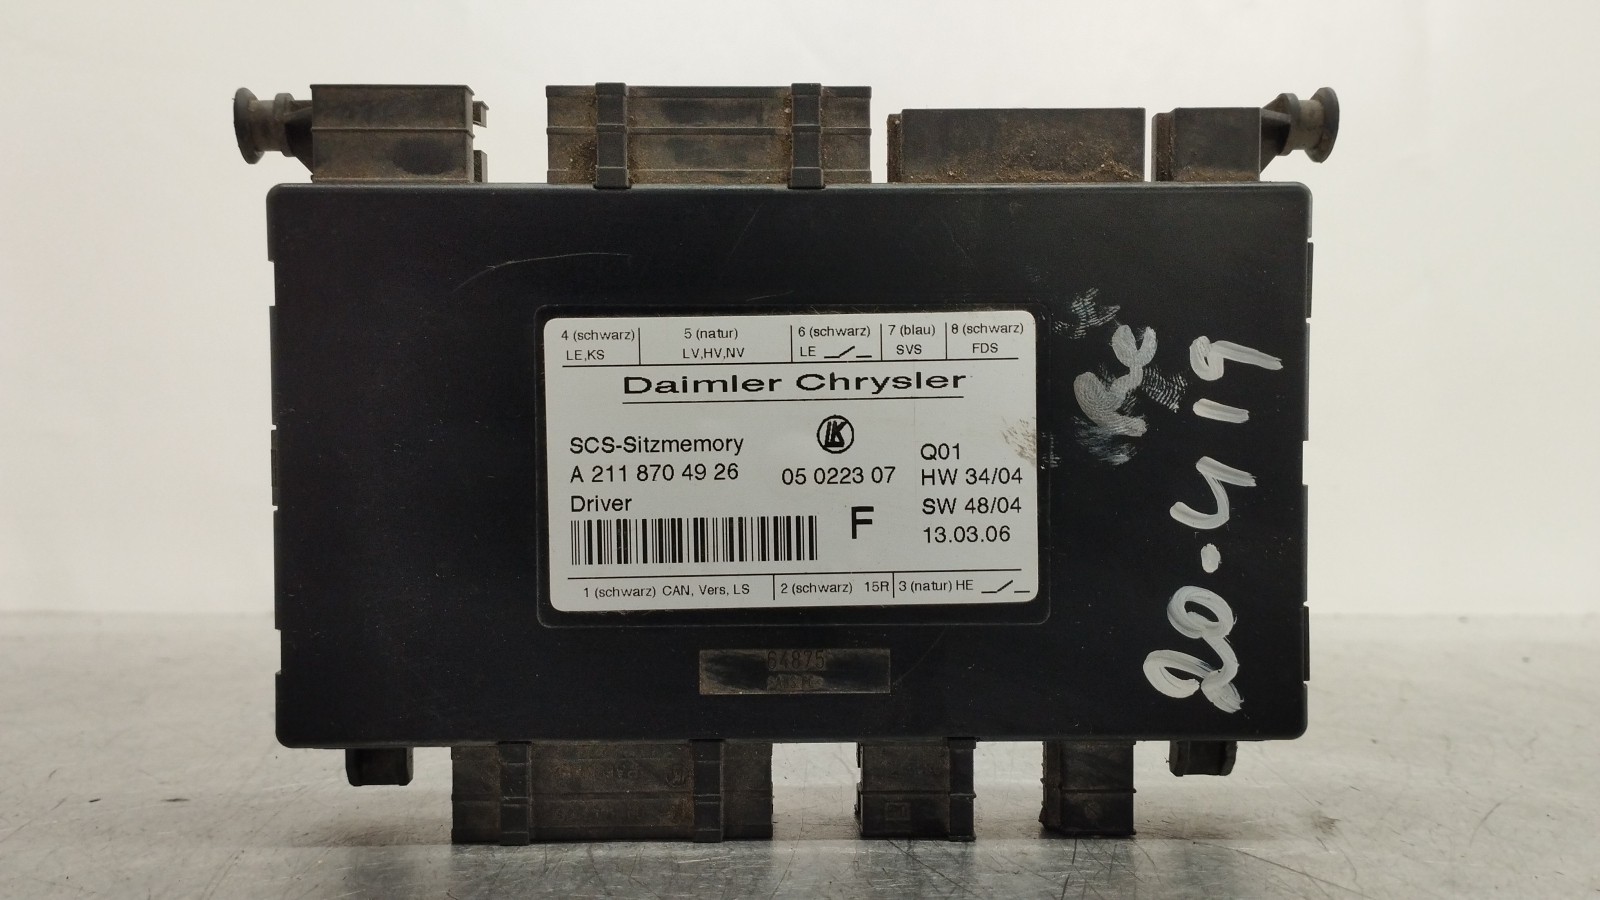 4 (schwarz) 5 (natur) 6 (schwarz) 7 (blau) 8 (schwarz)
LE,KS LV,HV,NV LE SVS FDS
Daimler Chrysler
SCS-Sitzmemory LK Q01
A 211 870 49 26 05 0223 07 HW 34/04
Driver F SW 48/04
13.03.06
1 (schwarz) CAN, Vers, LS 2 (schwarz) 15R 3 (natur) HE
64875
20-419